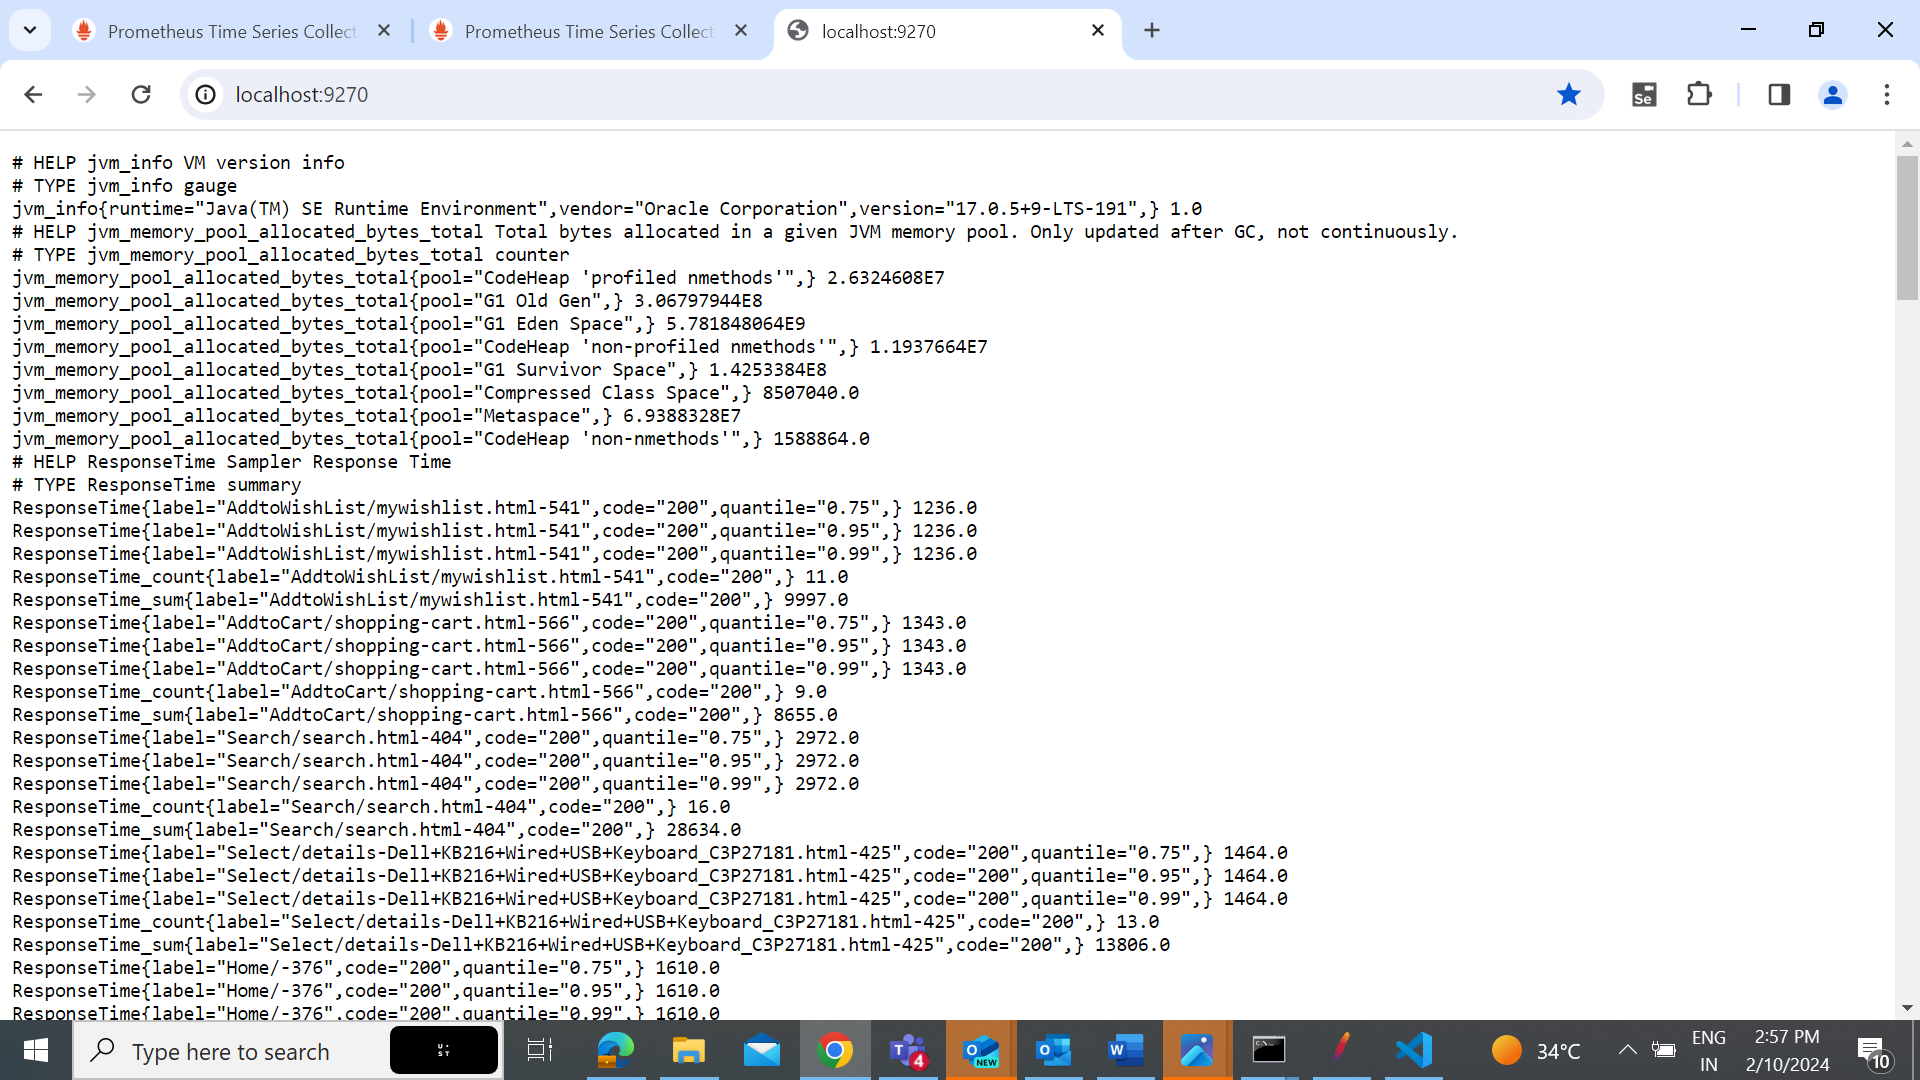 Prometheus Time Series Collect
Prometheus Time Series Collect
localhost:9270
localhost:9270
Se
# HELP jvm_info VM version info
# TYPE jvm_info gauge
jvm_info{runtime="Java(TM) SE Runtime Environment",vendor="Oracle Corporation",version="17.0.5+9-LTS-191",} 1.0
# HELP jvm_memory_pool_allocated_bytes_total Total bytes allocated in a given JVM memory pool. Only updated after GC, not continuously.
# TYPE jvm_memory_pool_allocated_bytes_total counter
jvm_memory_pool_allocated_bytes_total{pool="CodeHeap 'profiled nmethods'",} 2.6324608E7
jvm_memory_pool_allocated_bytes_total{pool="G1 Old Gen",} 3.06797944E8
jvm_memory_pool_allocated_bytes_total{pool="G1 Eden Space",} 5.781848064E9
jvm_memory_pool_allocated_bytes_total{pool="CodeHeap 'non-profiled nmethods'",} 1.1937664E7
jvm_memory_pool_allocated_bytes_total{pool="G1 Survivor Space",} 1.4253384E8
jvm_memory_pool_allocated_bytes_total{pool="Compressed Class Space",} 8507040.0
jvm_memory_pool_allocated_bytes_total{pool="Metaspace",} 6.9388328E7
jvm_memory_pool_allocated_bytes_total{pool="CodeHeap 'non-nmethods'",} 1588864.0
# HELP ResponseTime Sampler Response Time
# TYPE ResponseTime summary
ResponseTime{label="AddtoWishList/mywishlist.html-541",code="200",quantile="0.75",} 1236.0
ResponseTime{label="AddtoWishList/mywishlist.html-541",code="200",quantile="0.95",} 1236.0
ResponseTime{label="AddtoWishList/mywishlist.html-541",code="200",quantile="0.99",} 1236.0
ResponseTime_count{label="AddtoWishList/mywishlist.html-541",code="200",} 11.0
ResponseTime_sum{label="AddtoWishList/mywishlist.html-541",code="200",} 9997.0
ResponseTime{label="AddtoCart/shopping-cart.html-566",code="200",quantile="0.75",} 1343.0
ResponseTime{label="AddtoCart/shopping-cart.html-566",code="200",quantile="0.95",} 1343.0
ResponseTime{label="AddtoCart/shopping-cart.html-566",code="200",quantile="0.99",} 1343.0
ResponseTime_count{label="AddtoCart/shopping-cart.html-566",code="200",} 9.0
ResponseTime_sum{label="AddtoCart/shopping-cart.html-566",code="200",} 8655.0
ResponseTime{label="Search/search.html-404",code="200",quantile="0.75",} 2972.0
ResponseTime{label="Search/search.html-404",code="200",quantile="0.95",} 2972.0
ResponseTime{label="Search/search.html-404",code="200",quantile="0.99",} 2972.0
ResponseTime_count{label="Search/search.html-404",code="200",} 16.0
ResponseTime_sum{label="Search/search.html-404",code="200",} 28634.0
ResponseTime{label="Select/details-Dell+KB216+Wired+USB+Keyboard_C3P27181.html-425",code="200",quantile="0.75",} 1464.0
ResponseTime{label="Select/details-Dell+KB216+Wired+USB+Keyboard_C3P27181.html-425",code="200",quantile="0.95",} 1464.0
ResponseTime{label="Select/details-Dell+KB216+Wired+USB+Keyboard_C3P27181.html-425",code="200",quantile="0.99",} 1464.0
ResponseTime_count{label="Select/details-Dell+KB216+Wired+USB+Keyboard_C3P27181.html-425",code="200",} 13.0
ResponseTime_sum{label="Select/details-Dell+KB216+Wired+USB+Keyboard_C3P27181.html-425",code="200",} 13806.0
ResponseTime{label="Home/-376",code="200",quantile="0.75",} 1610.0
ResponseTime{label="Home/-376",code="200",quantile="0.95",} 1610.0
ResponseTime{label="Home/-376",code="200",quantile="0.99",} 1610.0
Type here to search
U ·
S T
T
4
O
NEW
O
W
C:\
34°C
ENG
IN
2:57 PM
2/10/2024
10